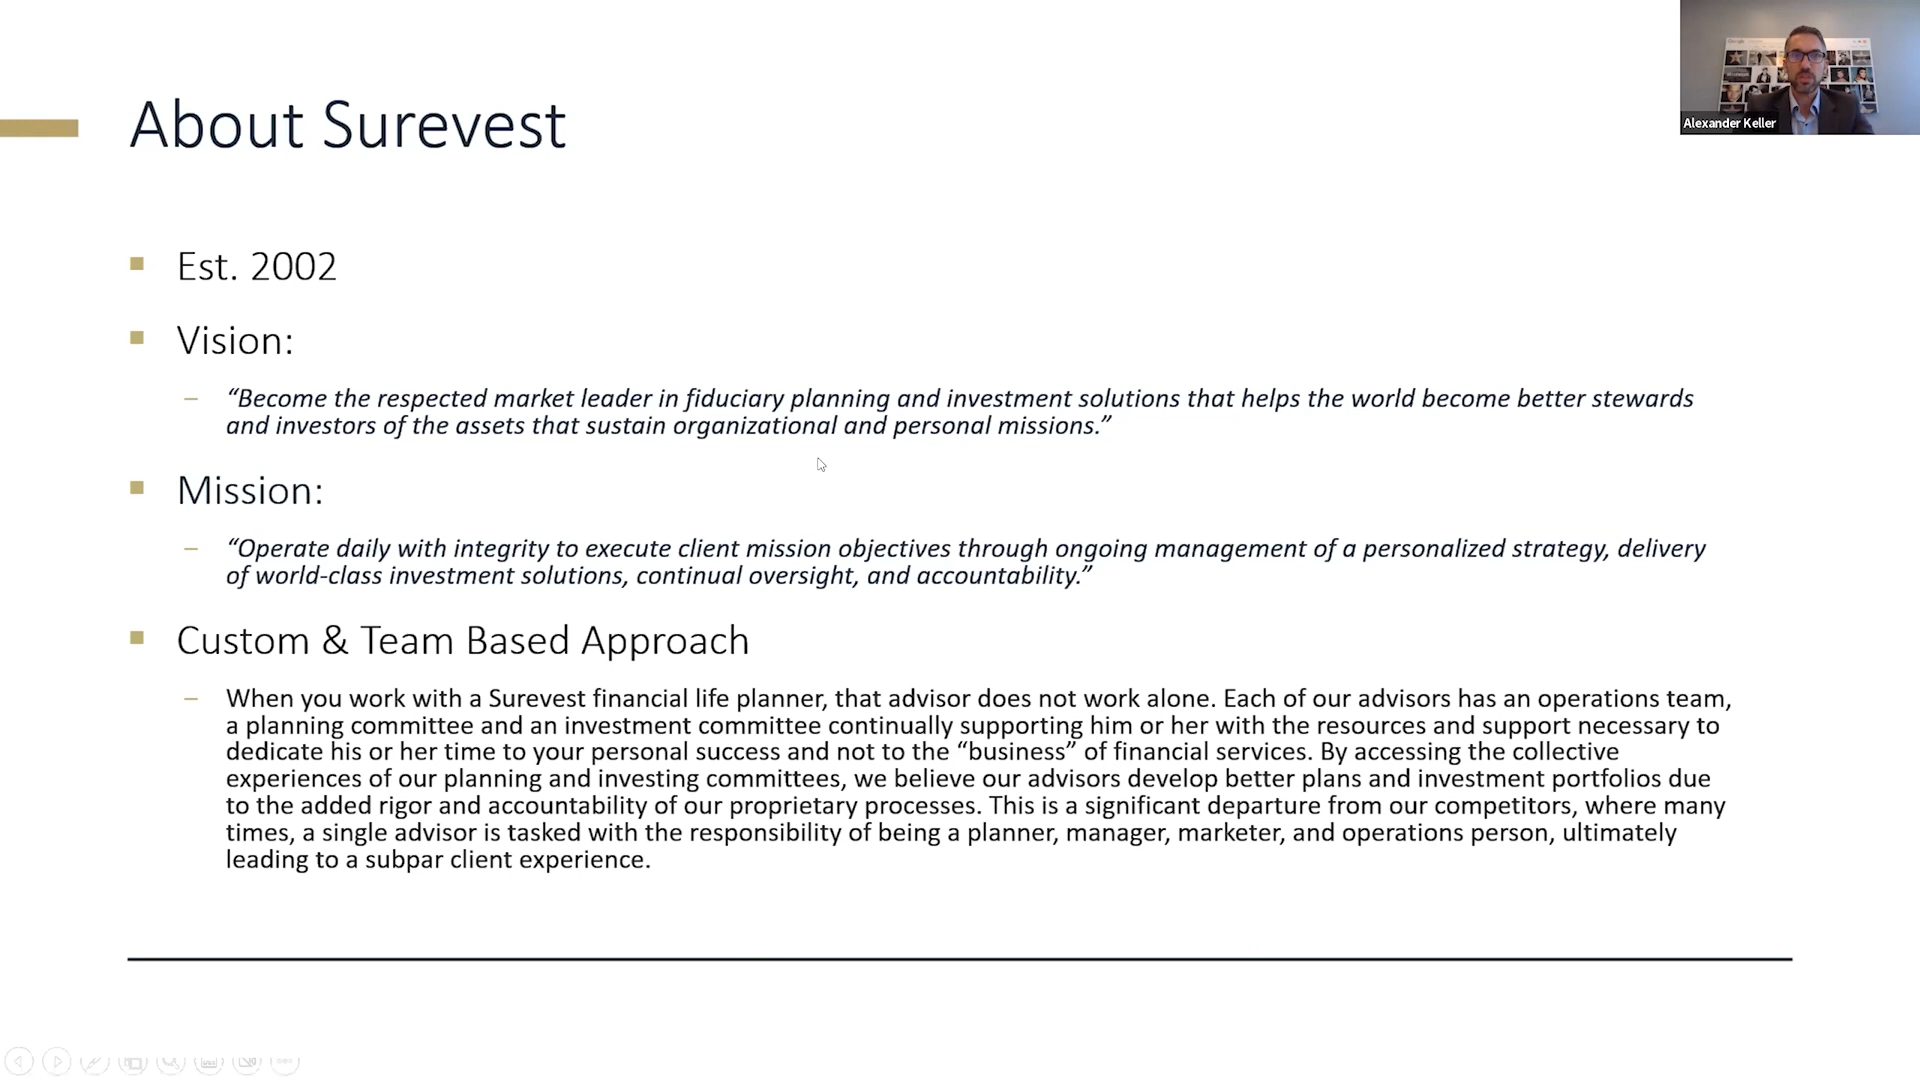 About Surevest
Alexander Keller
Est. 2002
Vision:
“Become the respected market leader in fiduciary planning and investment solutions that helps the world become better stewards
and investors of the assets that sustain organizational and personal missions.”
Mission:
“Operate daily with integrity to execute client mission objectives through ongoing management of a personalized strategy, delivery
of world-class investment solutions, continual oversight, and accountability.”
Custom & Team Based Approach
When you work with a Surevest financial life planner, that advisor does not work alone. Each of our advisors has an operations team,
a planning committee and an investment committee continually supporting him or her with the resources and support necessary to
dedicate his or her time to your personal success and not to the “business” of financial services. By accessing the collective
experiences of our planning and investing committees, we believe our advisors develop better plans and investment portfolios due
to the added rigor and accountability of our proprietary processes. This is a significant departure from our competitors, where many
times, a single advisor is tasked with the responsibility of being a planner, manager, marketer, and operations person, ultimately
leading to a subpar client experience.